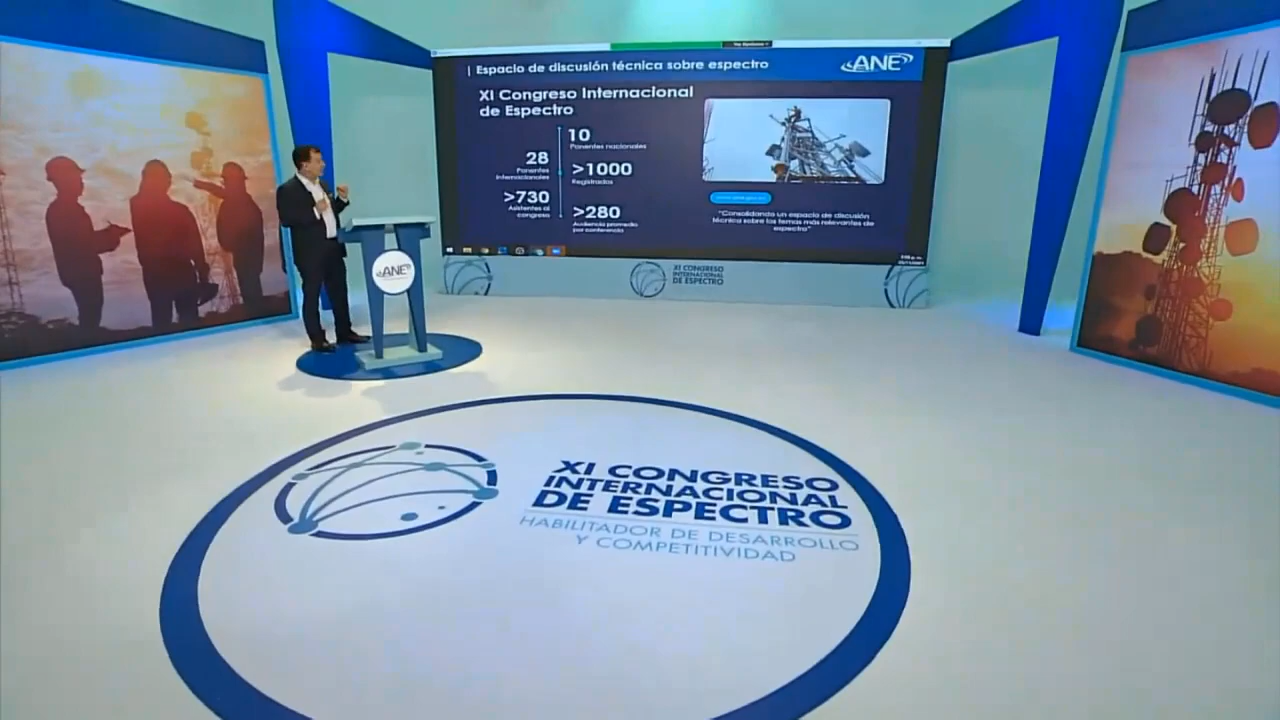 | Espacio de discusión técnica sobre espectro
ANE
XI Congreso Internacional
de Espectro
10
Ponentes nacionales
28
Ponentes
internacionales
>1000
Registrados
>730
Asistentes al
congreso
>280
Audiencia promedio
por conferencia
"Consolidando un espacio de discusión
técnica sobre los temas más relevantes de
espectro"
ANE
XI CONGRESO
INTERNACIONAL
DE ESPECTRO
XI CONGRESO
INTERNACIONAL
DE ESPECTRO
HABILITADOR DE DESARROLLO
Y COMPETITIVIDAD